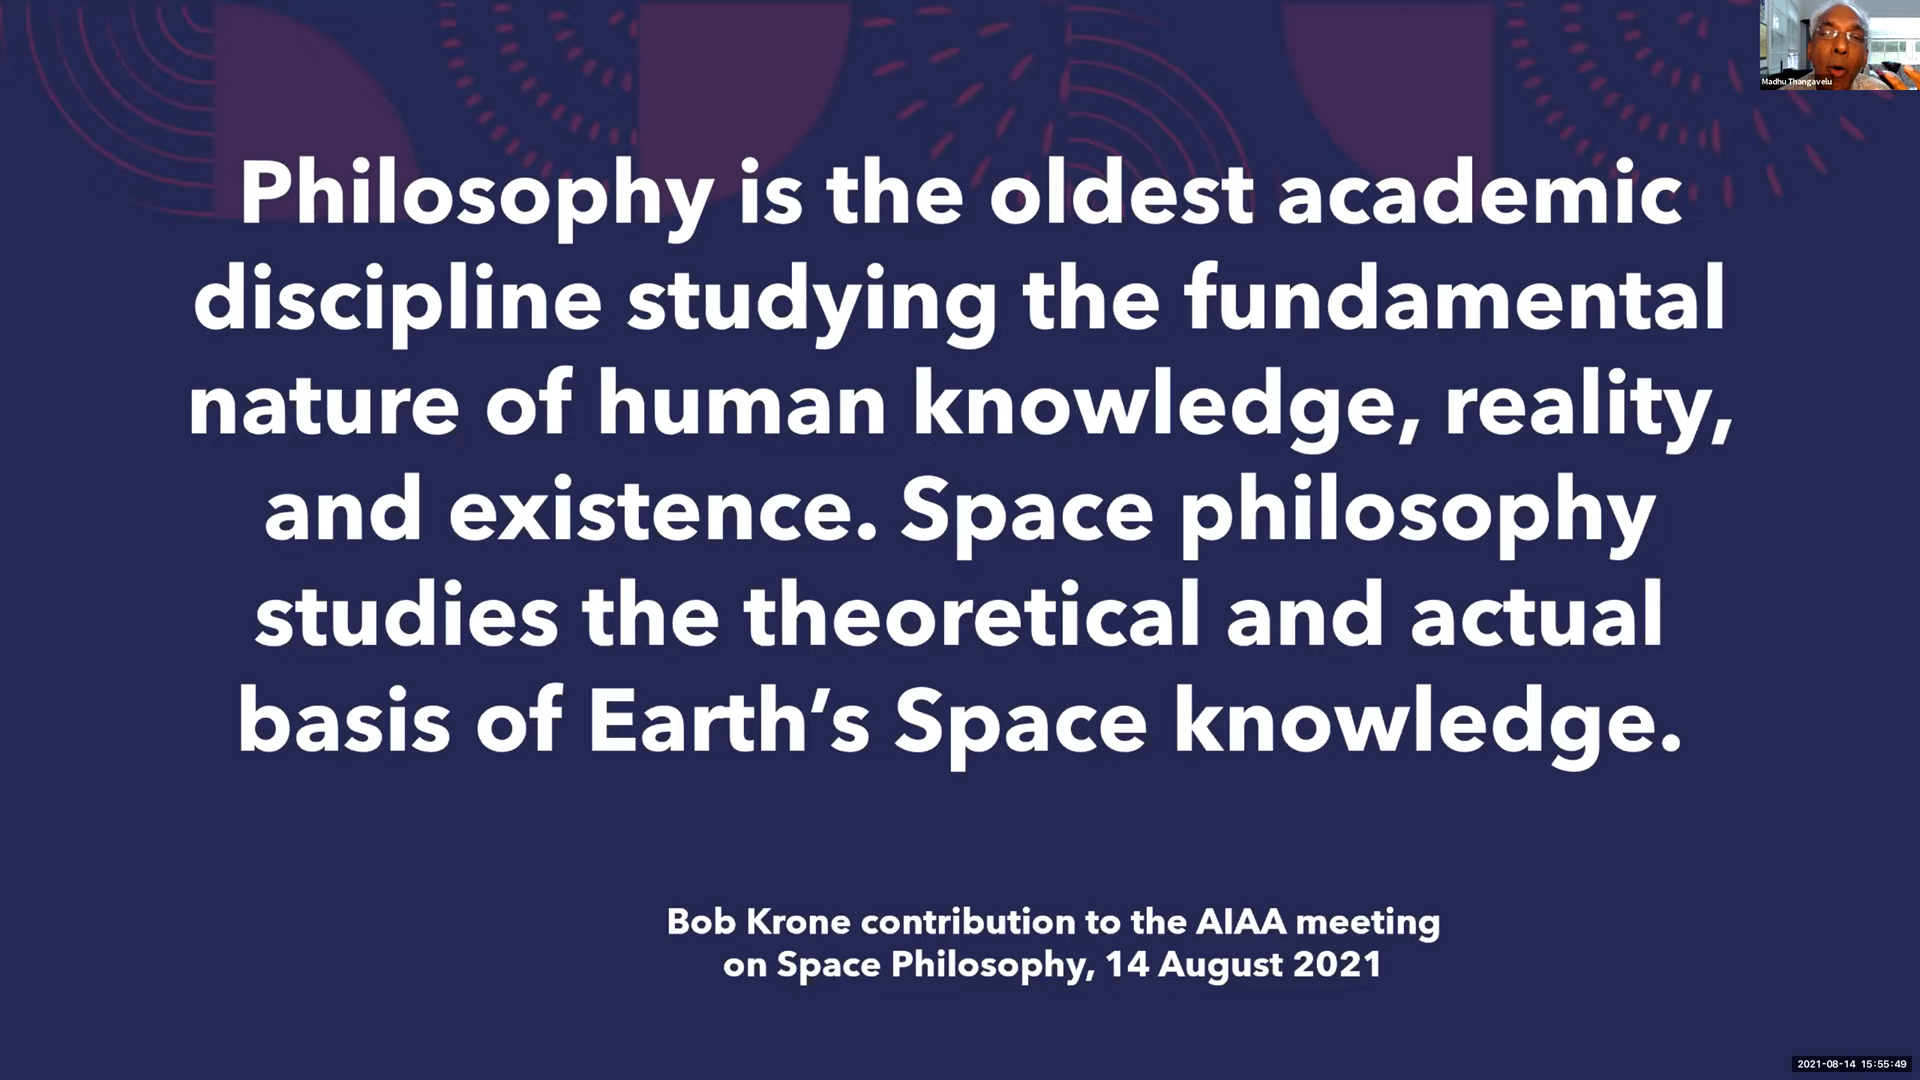 Madhu Thangavelu
Philosophy is the oldest academic
discipline studying the fundamental
nature of human knowledge, reality,
and existence. Space philosophy
studies the theoretical and actual
basis of Earth’s Space knowledge.
Bob Krone contribution to the AIAA meeting
on Space Philosophy, 14 August 2021
2021-08-14 15:55:49